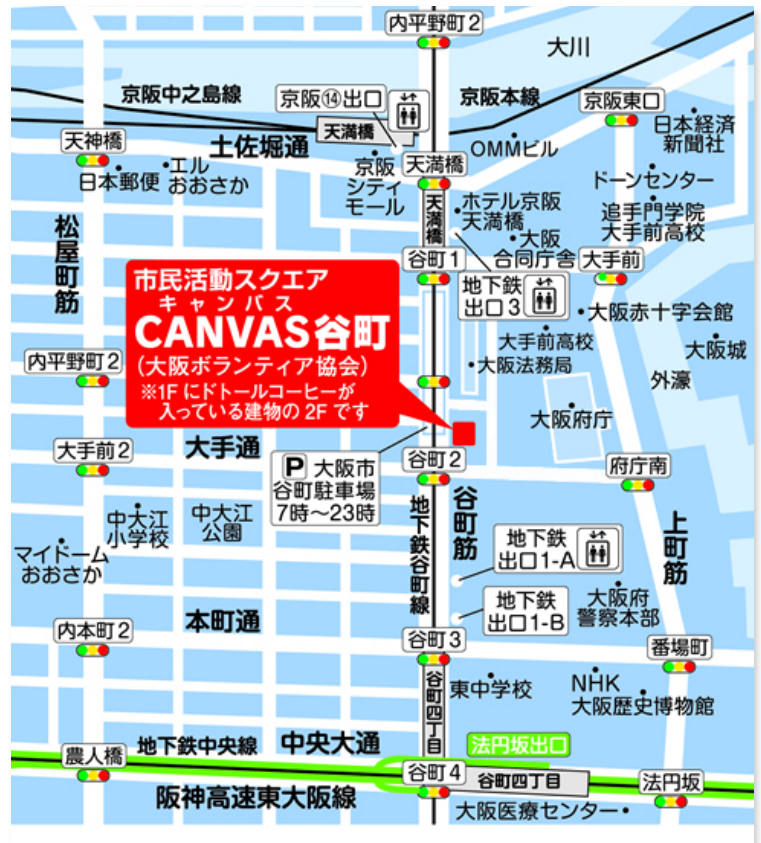 内平野町2
大川
京阪中之島線
京阪⑭出口
京阪本線
京阪東口
天満橋
日本経済
新聞社
天神橋
土佐堀通
OMMビル
エル
おおさか
日本郵便
京阪
シティ
モール
天満橋
ドーンセンター
天満橋
ホテル京阪
天満橋
追手門学院
大手前高校
松屋町筋
大阪
合同庁舎
谷町1
大手前
市民活動スクエア
キャンバス
CANVAS谷町
(大阪ボランティア協会)
※1Fにドトールコーヒーが
入っている建物の2Fです
地下鉄
出口3
大阪赤十字会館
大手前高校
大阪法務局
大阪城
外濠
内平野町2
大阪府庁
大手前2
大手通
谷町2
府庁南
P 大阪市
谷町駐車場
7時～23時
地下鉄谷町線
谷町筋
上町筋
中大江
小学校
中大江
公園
マイドーム
おおさか
地下鉄
出口1-A
地下鉄
出口1-B
大阪府
警察本部
本町通
内本町2
谷町3
番場町
谷町四丁目
東中学校
NHK
大阪歴史博物館
農人橋
地下鉄中央線
中央大通
法円坂出口
谷町4
谷町四丁目
法円坂
阪神高速東大阪線
大阪医療センター